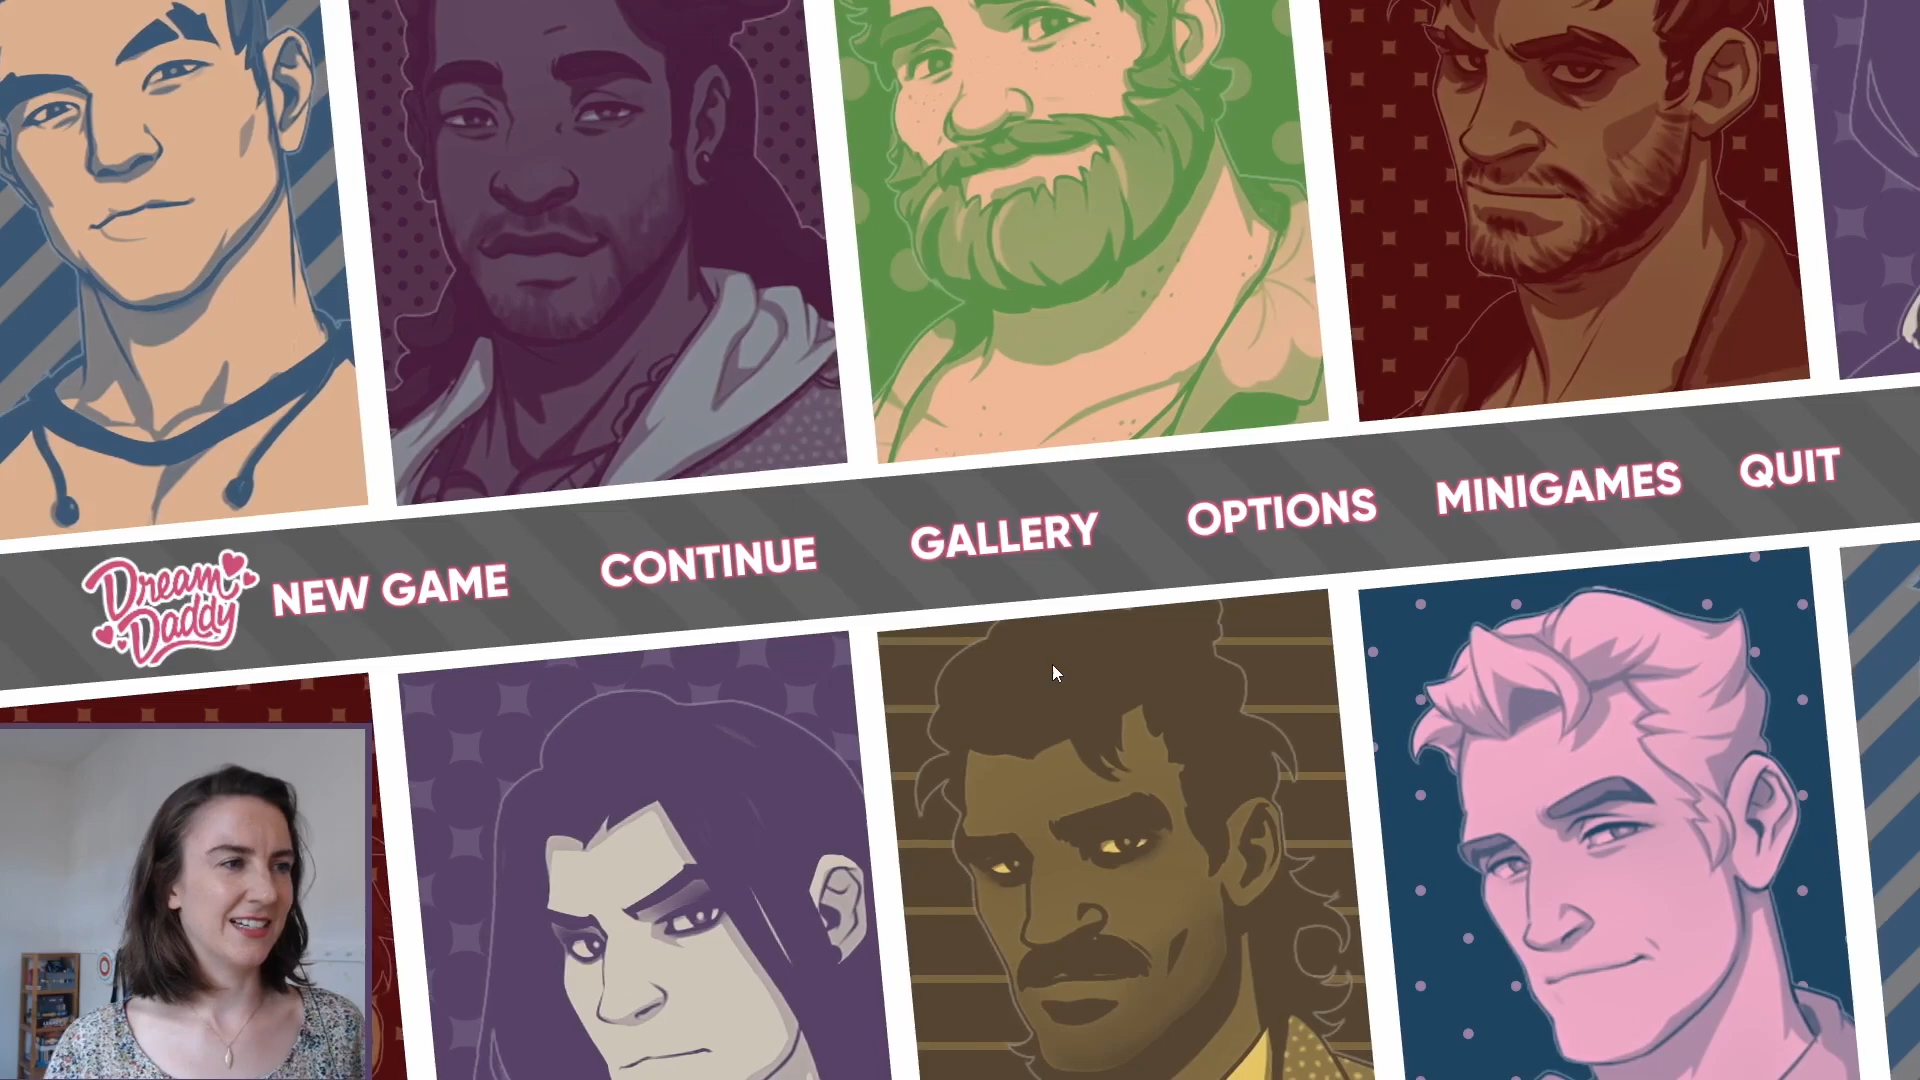 Dream
Daddy
NEW GAME
CONTINUE
GALLERY
OPTIONS
MINIGAMES
QUIT